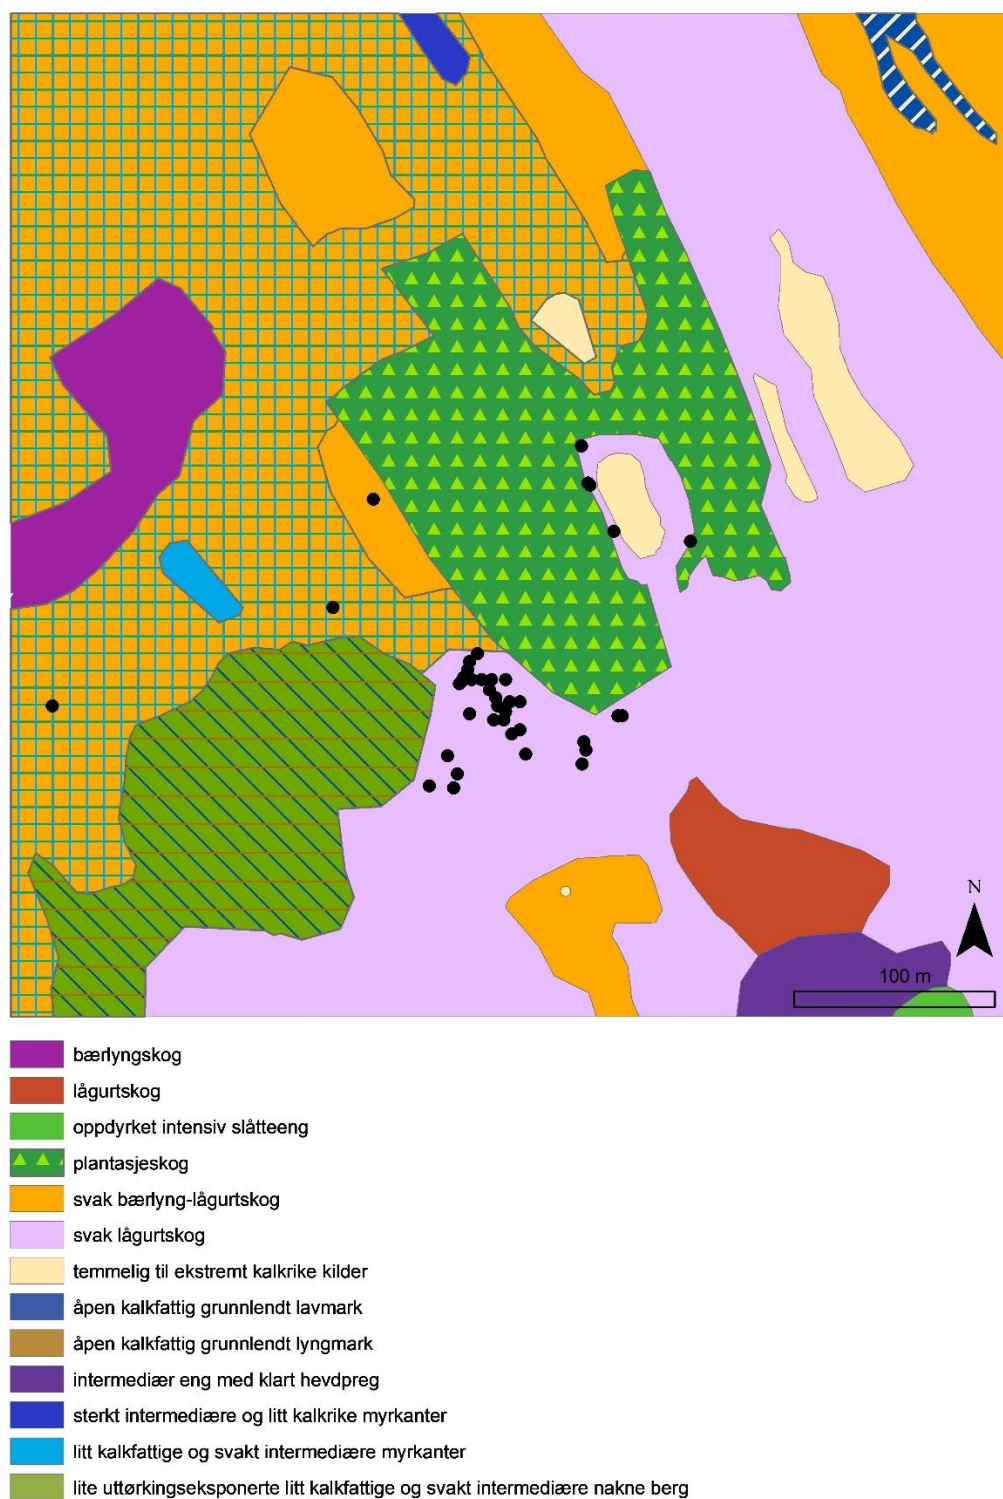 N
100 m
bærlyngskog
lågurtskog
oppdyrket intensiv slåtteeng
plantasjeskog
svak bærlyng-lågurtskog
svak lågurtskog
temmelig til ekstremt kalkrike kilder
åpen kalkfattig grunnlendt lavmark
åpen kalkfattig grunnlendt lyngmark
intermediær eng med klart hevdpreg
sterkt intermediære og litt kalkrike myrkanter
litt kalkfattige og svakt intermediære myrkanter
lite uttørkingseksponerte litt kalkfattige og svakt intermediære nakne berg